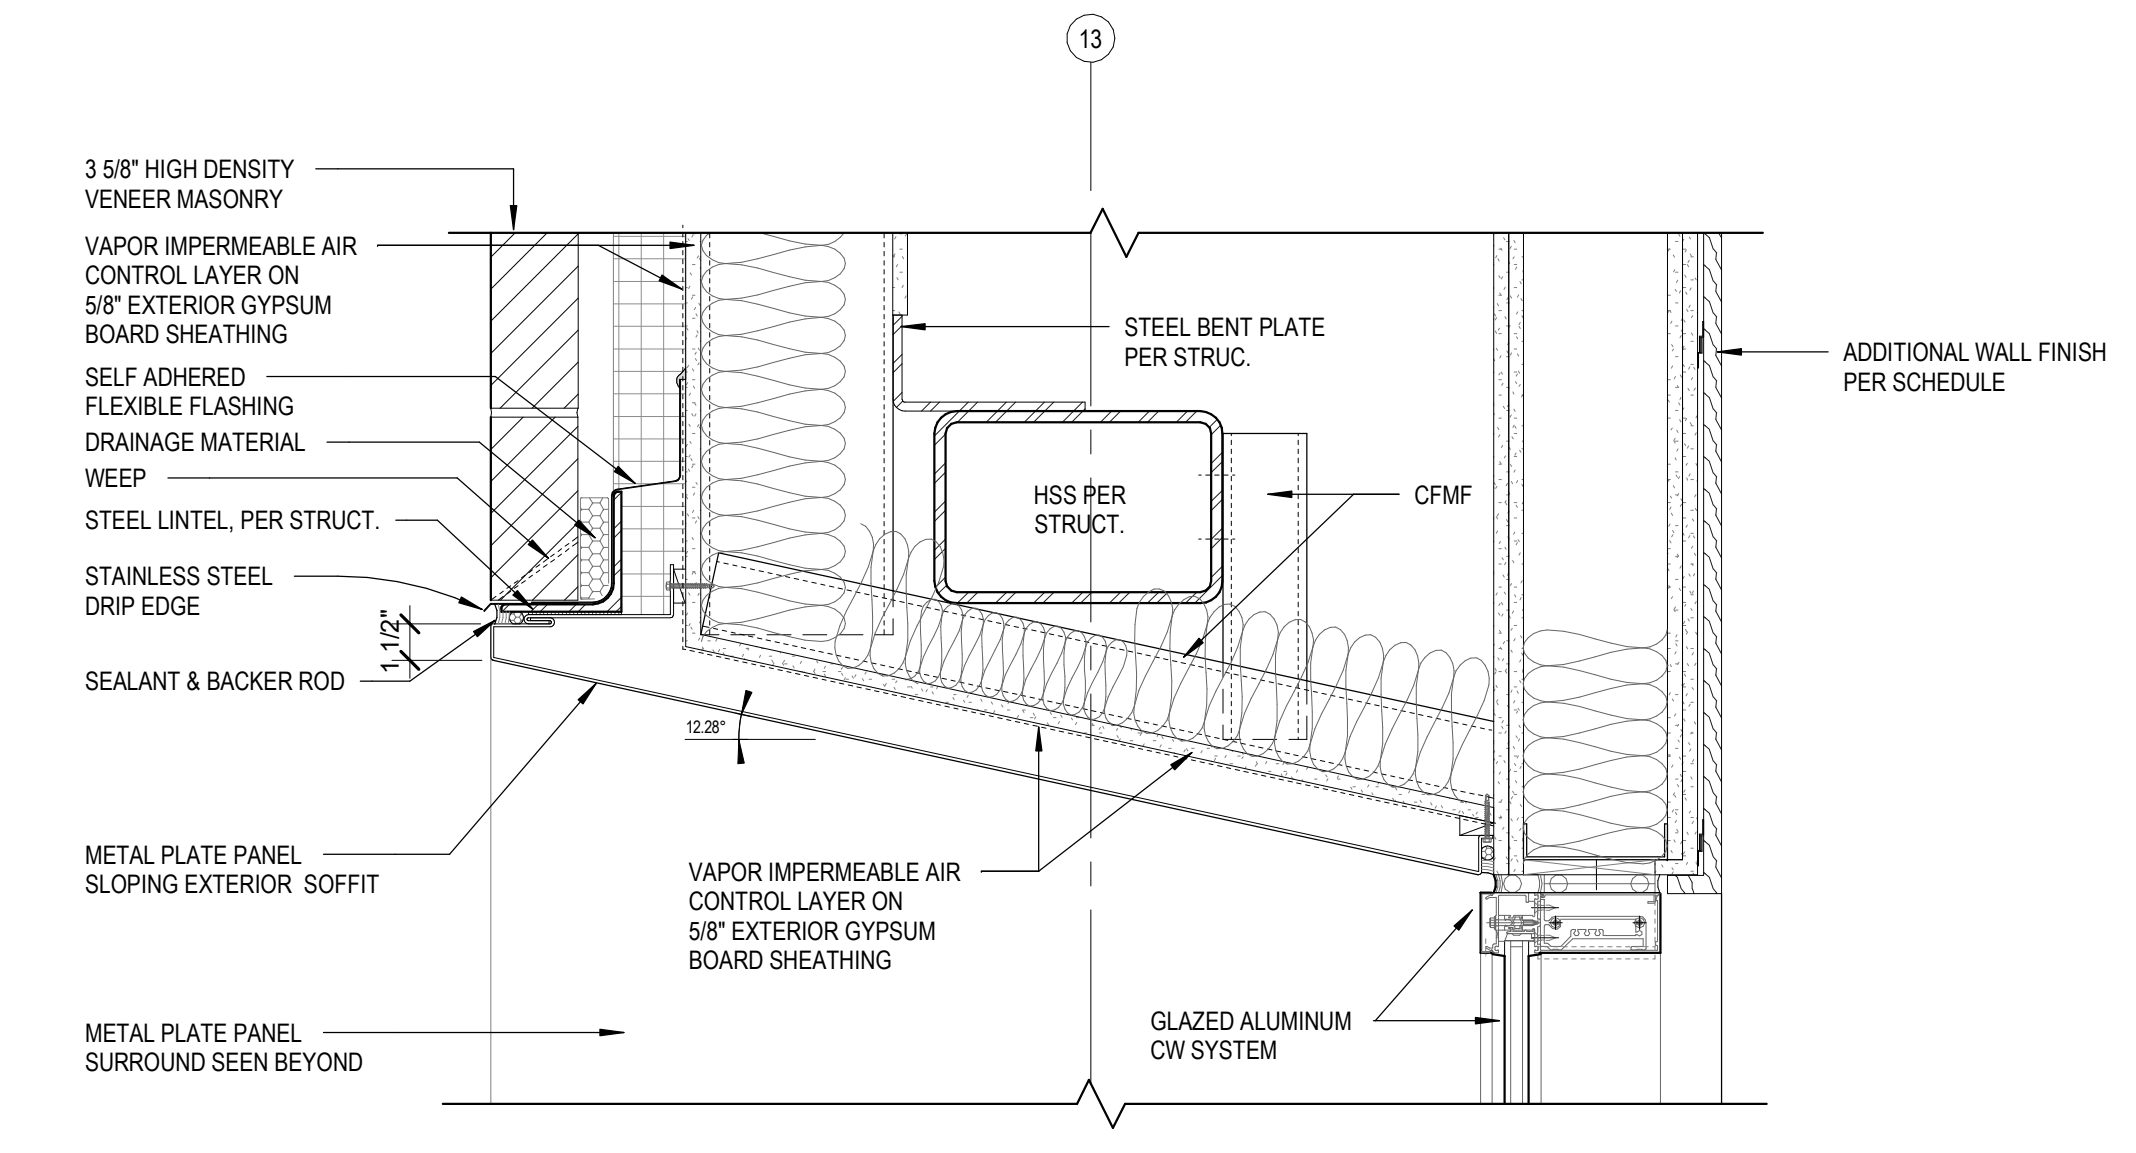 13
3 5/8" HIGH DENSITY
VENEER MASONRY
VAPOR IMPERMEABLE AIR
CONTROL LAYER ON
5/8" EXTERIOR GYPSUM
BOARD SHEATHING
SELF ADHERED
FLEXIBLE FLASHING
DRAINAGE MATERIAL
WEEP
STEEL LINTEL, PER STRUCT.
STAINLESS STEEL
DRIP EDGE
1 1/2"
SEALANT & BACKER ROD
METAL PLATE PANEL
SLOPING EXTERIOR SOFFIT
METAL PLATE PANEL
SURROUND SEEN BEYOND
STEEL BENT PLATE
PER STRUC.
ADDITIONAL WALL FINISH
PER SCHEDULE
HSS PER
STRUCT.
CFMF
12.28°
VAPOR IMPERMEABLE AIR
CONTROL LAYER ON
5/8" EXTERIOR GYPSUM
BOARD SHEATHING
GLAZED ALUMINUM
CW SYSTEM